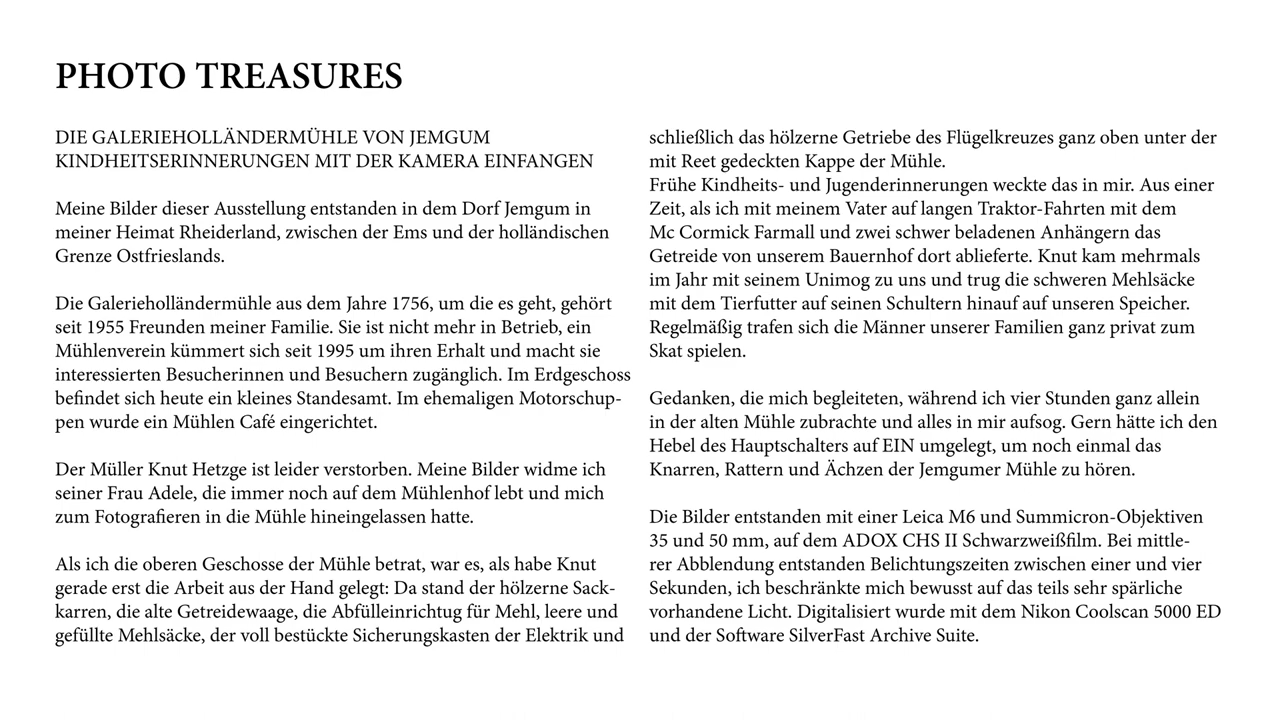 PHOTO TREASURES
DIE GALERIEHOLLÄNDERMÜHLE VON JEMGUM
KINDHEITSERINNERUNGEN MIT DER KAMERA EINFANGEN
Meine Bilder dieser Ausstellung entstanden in dem Dorf Jemgum in
meiner Heimat Rheiderland, zwischen der Ems und der holländischen
Grenze Ostfrieslands.
Die Galerieholländermühle aus dem Jahre 1756, um die es geht, gehört
seit 1955 Freunden meiner Familie. Sie ist nicht mehr in Betrieb, ein
Mühlenverein kümmert sich seit 1995 um ihren Erhalt und macht sie
interessierten Besucherinnen und Besuchern zugänglich. Im Erdgeschoss
befindet sich heute ein kleines Standesamt. Im ehemaligen Motorschup-
pen wurde ein Mühlen Café eingerichtet.
Der Müller Knut Hetzge ist leider verstorben. Meine Bilder widme ich
seiner Frau Adele, die immer noch auf dem Mühlenhof lebt und mich
zum Fotografieren in die Mühle hineingelassen hatte.
Als ich die oberen Geschosse der Mühle betrat, war es, als habe Knut
gerade erst die Arbeit aus der Hand gelegt: Da stand der hölzerne Sack-
karren, die alte Getreidewaage, die Abfülleinrichtug für Mehl, leere und
gefüllte Mehlsäcke, der voll bestückte Sicherungskasten der Elektrik und
schließlich das hölzerne Getriebe des Flügelkreuzes ganz oben unter der
mit Reet gedeckten Kappe der Mühle.
Frühe Kindheits- und Jugenderinnerungen weckte das in mir. Aus einer
Zeit, als ich mit meinem Vater auf langen Traktor-Fahrten mit dem
Mc Cormick Farmall und zwei schwer beladenen Anhängern das
Getreide von unserem Bauernhof dort ablieferte. Knut kam mehrmals
im Jahr mit seinem Unimog zu uns und trug die schweren Mehlsäcke
mit dem Tierfutter auf seinen Schultern hinauf auf unseren Speicher.
Regelmäßig trafen sich die Männer unserer Familien ganz privat zum
Skat spielen.
Gedanken, die mich begleiteten, während ich vier Stunden ganz allein
in der alten Mühle zubrachte und alles in mir aufsog. Gern hätte ich den
Hebel des Hauptschalters auf EIN umgelegt, um noch einmal das
Knarren, Rattern und Ächzen der Jemgumer Mühle zu hören.
Die Bilder entstanden mit einer Leica M6 und Summicron-Objektiven
35 und 50 mm, auf dem ADOX CHS II Schwarzweißfilm. Bei mittle-
rer Abblendung entstanden Belichtungszeiten zwischen einer und vier
Sekunden, ich beschränkte mich bewusst auf das teils sehr spärliche
vorhandene Licht. Digitalisiert wurde mit dem Nikon Coolscan 5000 ED
und der Software SilverFast Archive Suite.